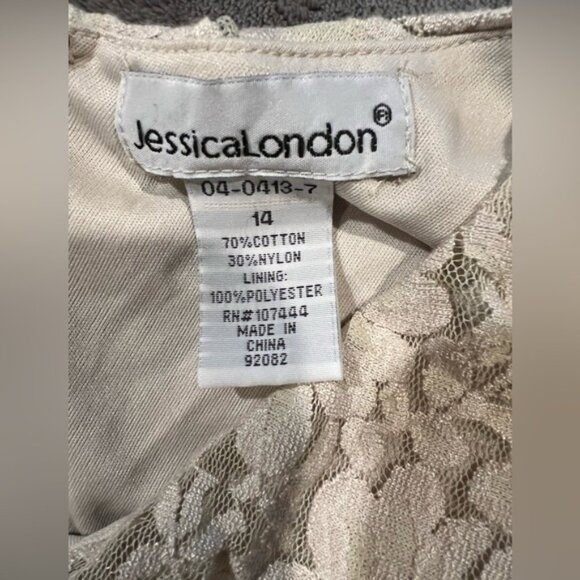 JessicaLondon®
04-0413-7
14
70%COTTON
30%NYLON
LINING:
100%POLYESTER
RN#107444
MADE IN
CHINA
92082